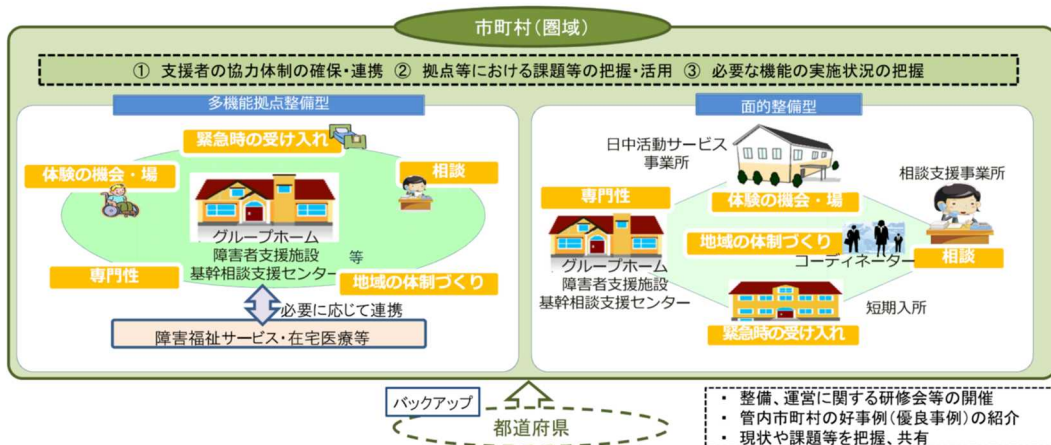 市町村(圏域)
① 支援者の協力体制の確保・連携 ② 拠点等における課題等の把握・活用 ③ 必要な機能の実施状況の把握
多機能拠点整備型
緊急時の受け入れ
体験の機会・場
相談
グループホーム
障害者支援施設
基幹相談支援センター
等
専門性
地域の体制づくり
必要に応じて連携
障害福祉サービス・在宅医療等
面的整備型
日中活動サービス
事業所
相談支援事業所
専門性
体験の機会・場
地域の体制づくり
コーディネーター
相談
グループホーム
障害者支援施設
基幹相談支援センター
短期入所
緊急時の受け入れ
バックアップ
都道府県
・ 整備、運営に関する研修会等の開催
・ 管内市町村の好事例(優良事例)の紹介
・ 現状や課題等を把握、共有